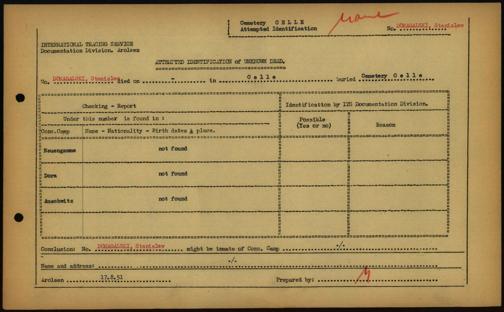 Cemetery CELLE
Attempted Identification No. DOMAGALSKI, Stanislaw
INTERNATIONAL TRACING SERVICE
Documentation Division, Arolsen
ATTEMPTED IDENTIFICATION of UNKNOWN DEAD.
No. DOMAGALSKI, Stanislaw died on - in Celle buried Cemetery Celle
Checking - Report
Identification by ITS Documentation Division.
Under this number is found in :
Possible (Yes or no)
Reason
Conc.Camp Name - Nationality - Birth dates & place.
Neuengamme not found
Dora not found
Auschwitz not found
Conclusion: No. DOMAGALSKI, Stanislaw might be inmate of Conc. Camp ./.
Name and address: ./.
Arolsen 17.8.51 Prepared by: